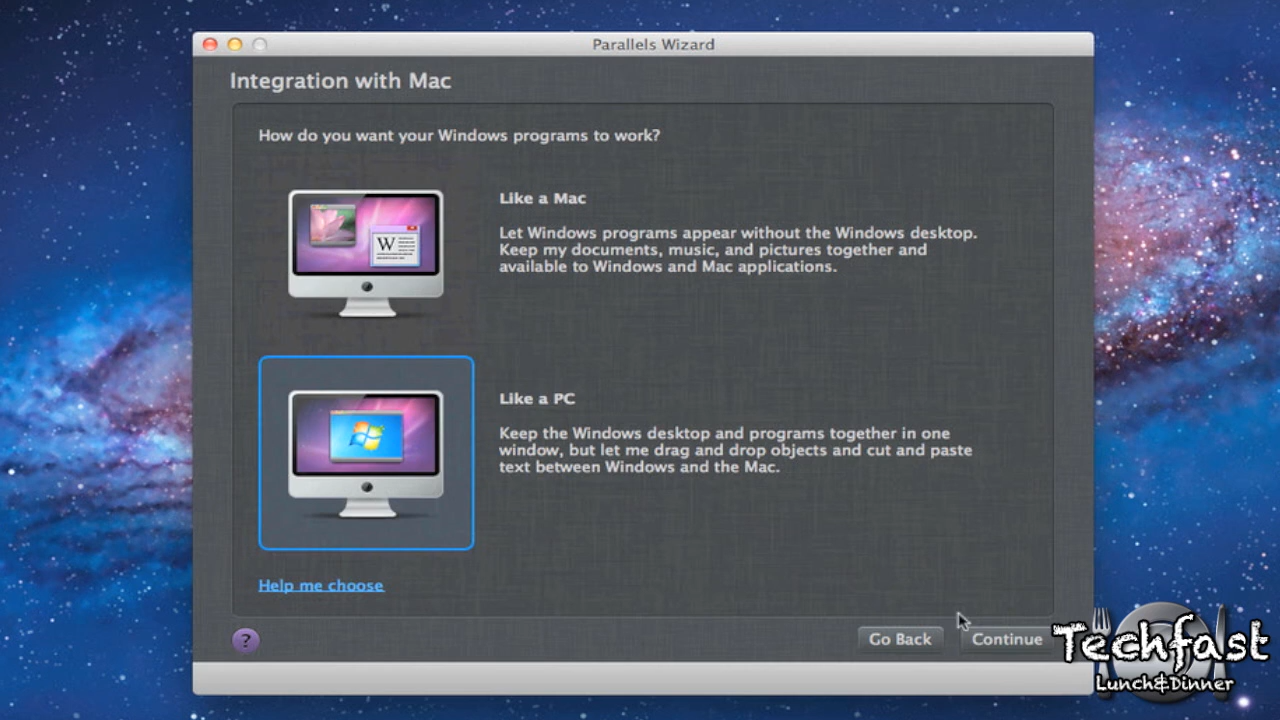 Parallels Wizard
Integration with Mac
How do you want your Windows programs to work?
Like a Mac
Let Windows programs appear without the Windows desktop.
Keep my documents, music, and pictures together and
available to Windows and Mac applications.
W
Like a PC
Keep the Windows desktop and programs together in one
window, but let me drag and drop objects and cut and paste
text between Windows and the Mac.
Help me choose
?
Go Back
Continue
Techfast
Lunch&Dinner